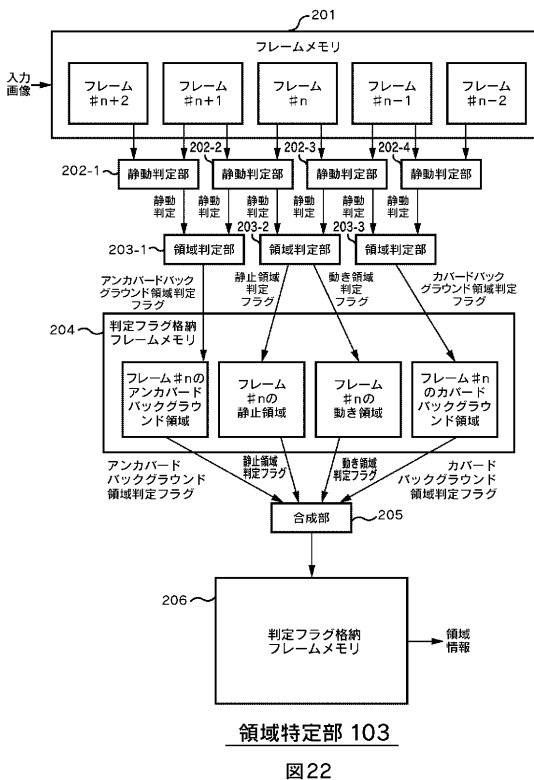 201
フレームメモリ
入力
画像
フレーム
#n+2
フレーム
#n+1
フレーム
#n
フレーム
#n-1
フレーム
#n-2
202-1
静動判定部
202-2
静動判定部
202-3
静動判定部
202-4
静動判定部
静動
判定
静動
判定
静動
判定
静動
判定
静動
判定
静動
判定
203-1
領域判定部
203-2
領域判定部
203-3
領域判定部
アンカバードバック
グラウンド領域判定
フラグ
静止領域
判定
フラグ
動き領域
判定
フラグ
カバードバック
グラウンド領域判定
フラグ
204
判定フラグ格納
フレームメモリ
フレーム#nの
アンカバード
バックグラウ
ンド領域
フレーム
#nの
静止領域
フレーム
#nの
動き領域
フレーム#n
のカバード
バックグラウ
ンド領域
アンカバード
バックグラウンド
領域判定フラグ
静止領域
判定フラグ
動き領域
判定フラグ
カバード
バックグラウンド
領域判定フラグ
合成部
205
206
判定フラグ格納
フレームメモリ
領域
情報
領域特定部 103
図22